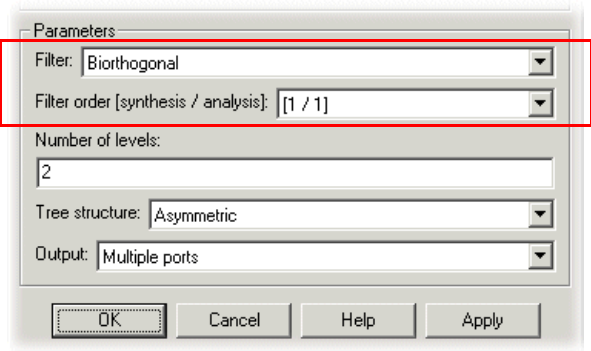 Parameters
Filter: Biorthogonal
Filter order [synthesis / analysis]: [1 / 1]
Number of levels:
2
Tree structure: Asymmetric
Output: Multiple ports
OK Cancel Help Apply